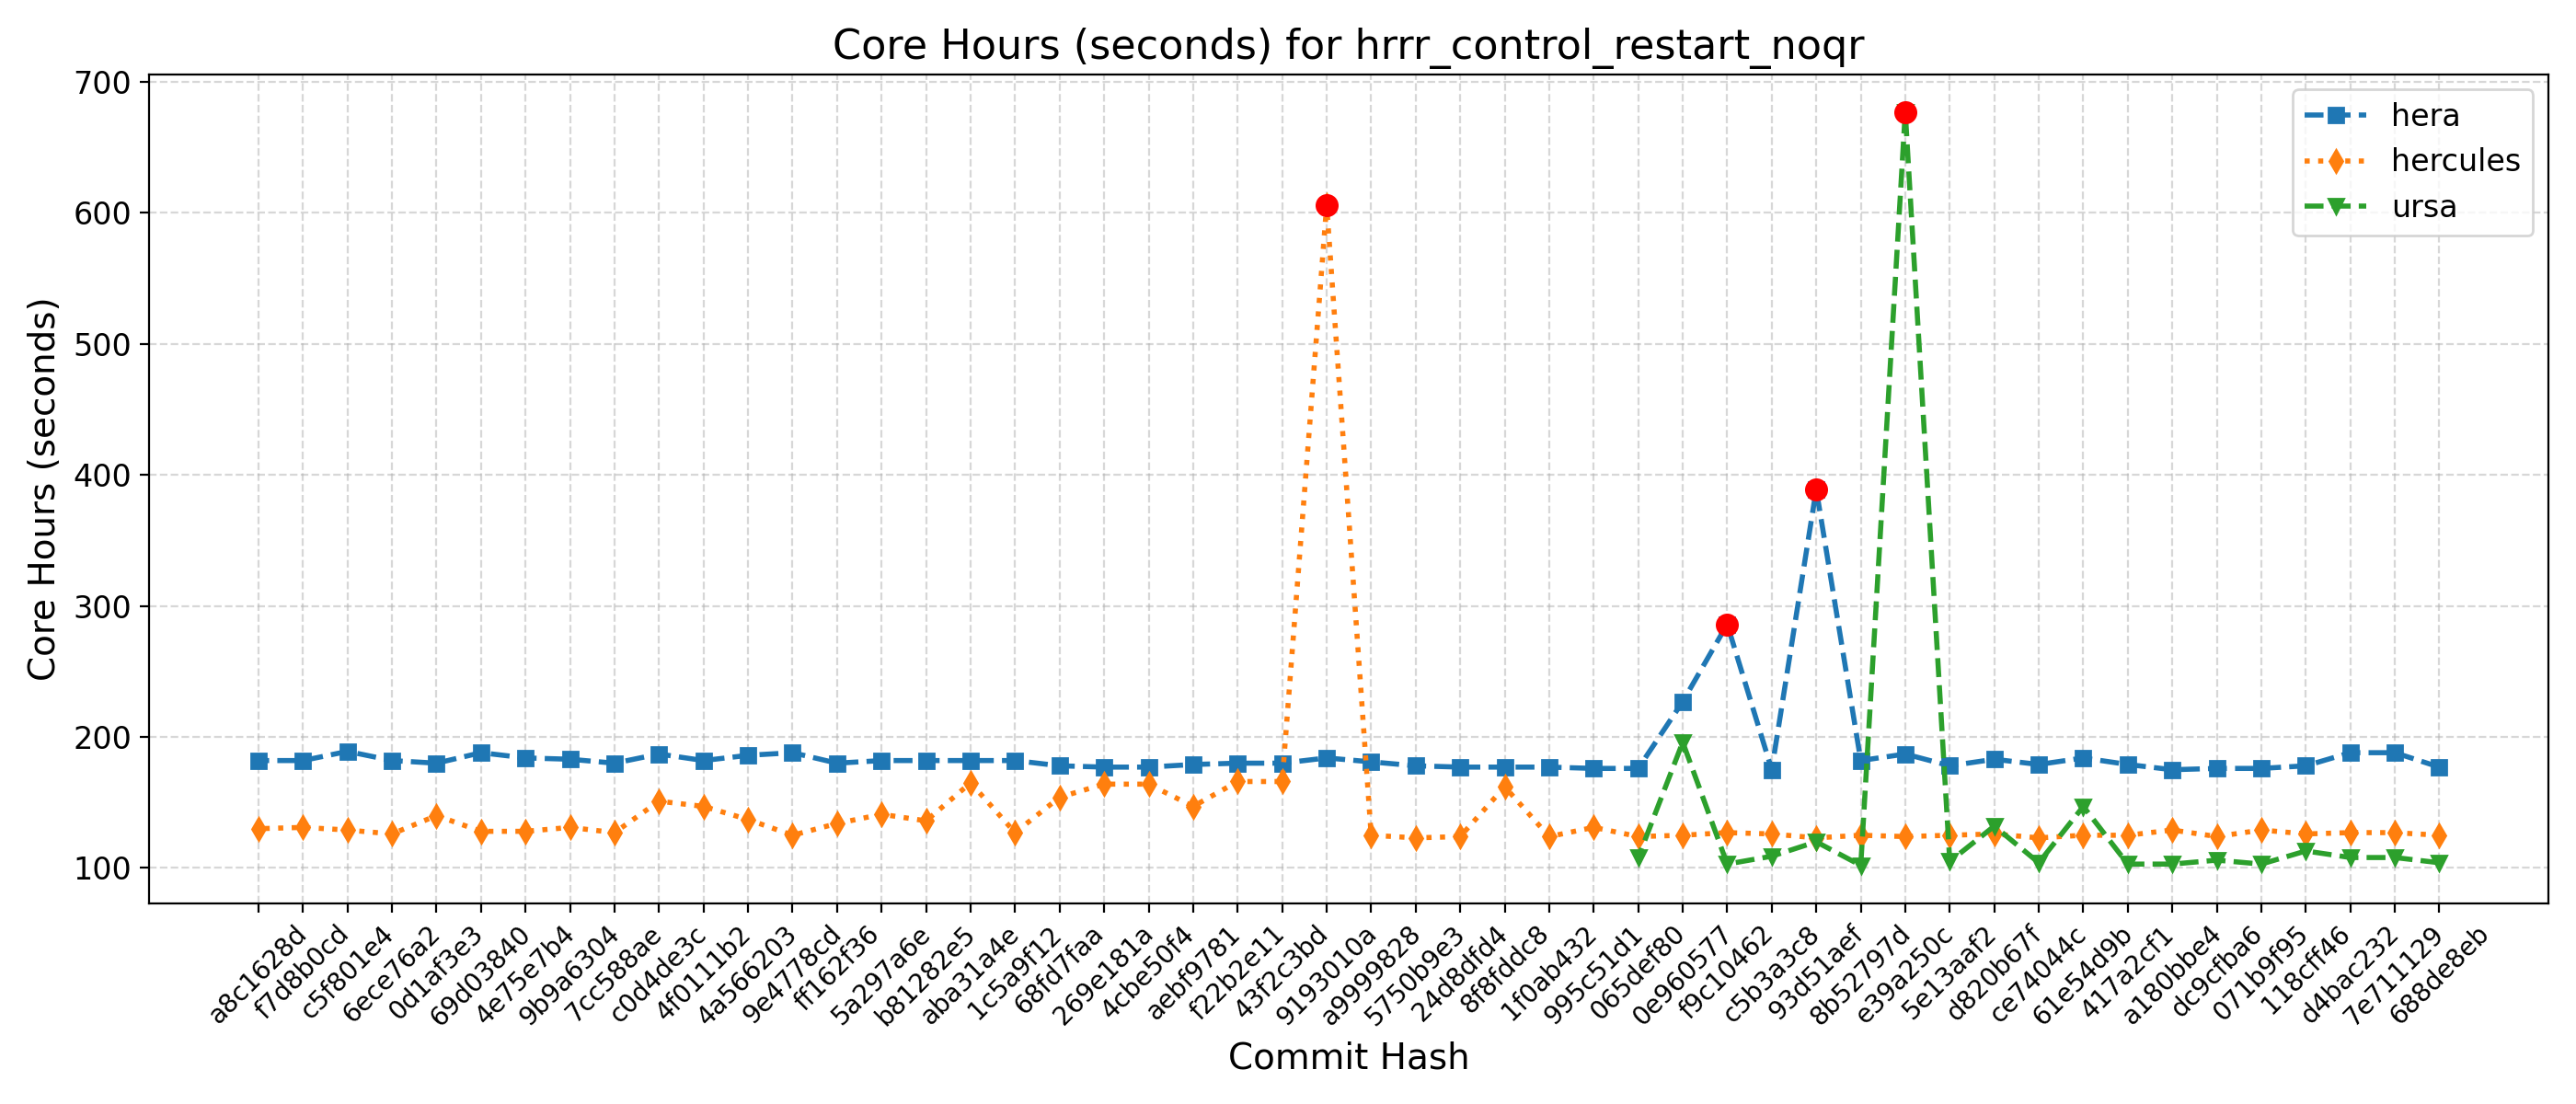 Core Hours (seconds) for hrrr_control_restart_noqr
700
600
500
400
300
200
100
Core Hours (seconds)
hera
hercules
ursa
a8c1628d
f7d8b0cd
c5f801e4
6ece76a2
0d1af3e3
69d03840
4e75e7b4
9b9a6304
7cc588ae
c0d4de3c
4f0111b2
4a566203
9e4778cd
ff162f36
5a297a6e
b81282e5
aba31a4e
1c5a9f12
68fd7faa
269e181a
4cbe50f4
aebf9781
f22b2e11
43f2c3bd
9193010a
a9999828
5750b9e3
24d8dfd4
8f8fddc8
1f0ab432
995c51d1
065def80
0e960577
f9c10462
c5b3a3c8
93d51aef
8b52797d
e39a250c
5e13aaf2
d820b67f
ce74044c
61e54d9b
417a2cf1
a180bbe4
dc9cfba6
071b9f95
118cff46
d4bac232
7e711129
688de8eb
Commit Hash